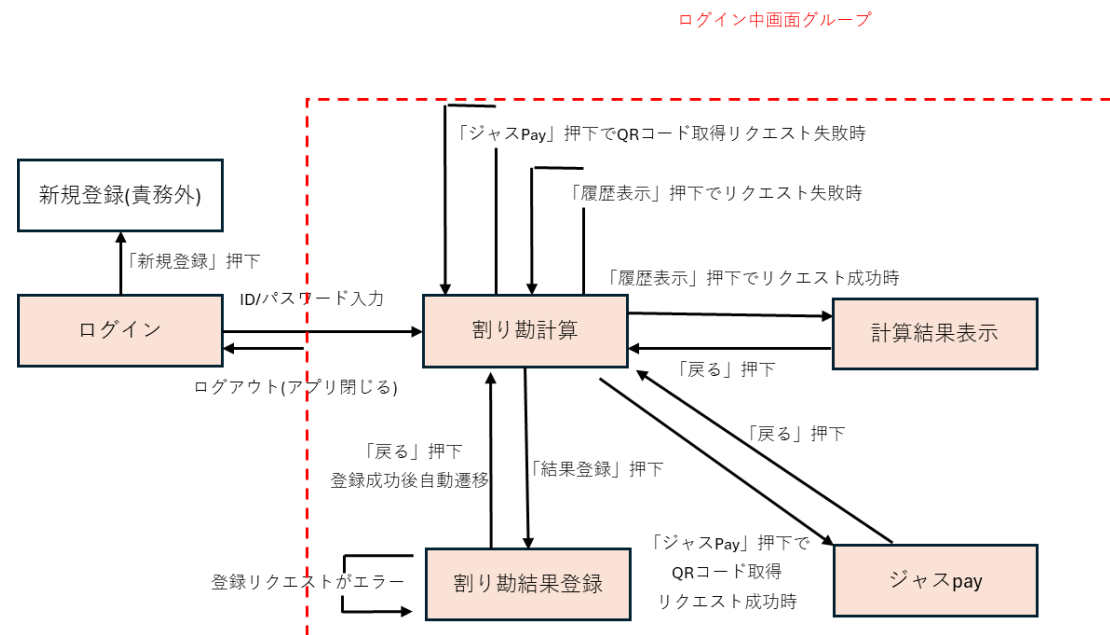 ログイン中画面グループ
「ジャスPay」押下でQRコード取得リクエスト失敗時
新規登録(責務外)
「履歴表示」押下でリクエスト失敗時
「新規登録」押下
「履歴表示」押下でリクエスト成功時
ID/パスワード入力
ログイン
割り勘計算
計算結果表示
ログアウト(アプリ閉じる)
「戻る」押下
「戻る」押下
「戻る」押下
登録成功後自動遷移
「結果登録」押下
「ジャスPay」押下で
QRコード取得
リクエスト成功時
登録リクエストがエラー
割り勘結果登録
ジャスpay